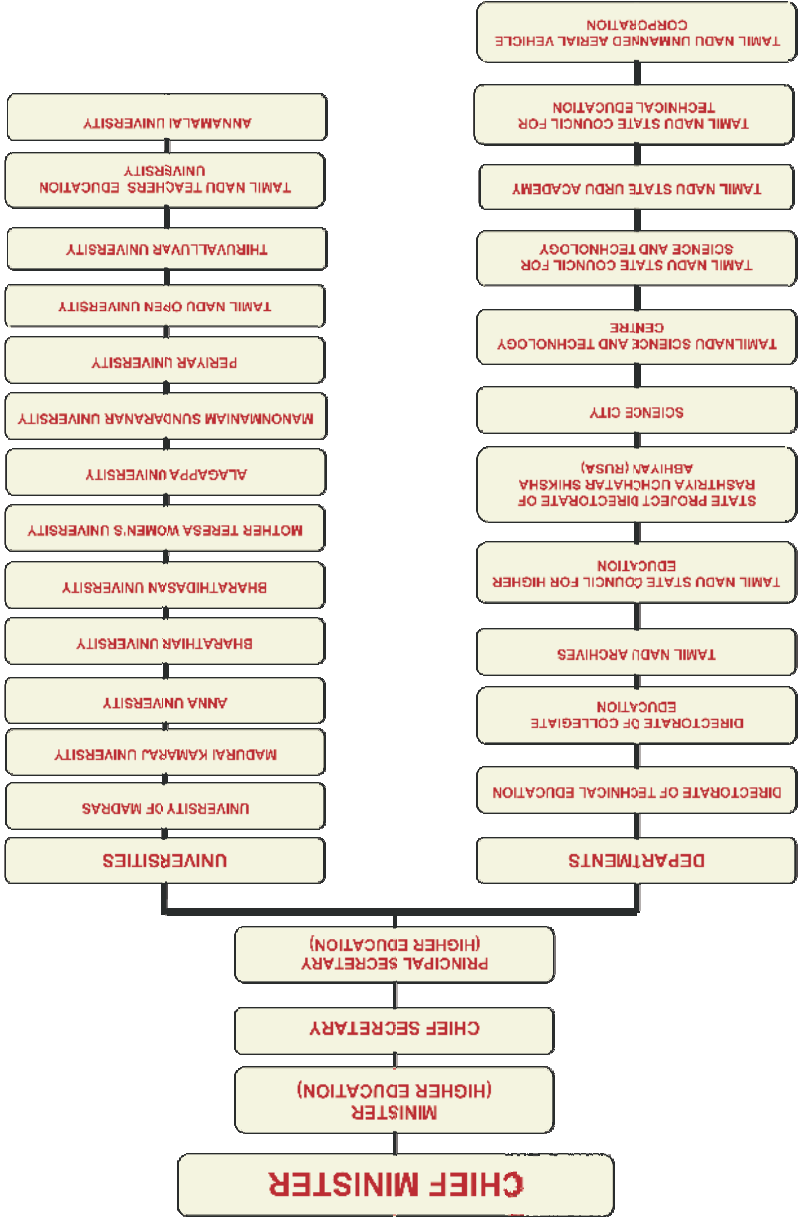 CHIEF MINISTER
MINISTER
(HIGHER EDUCATION)
CHIEF SECRETARY
PRINCIPAL SECRETARY
(HIGHER EDUCATION)
DEPARTMENTS
DIRECTORATE OF TECHNICAL EDUCATION
DIRECTORATE OF COLLEGIATE
EDUCATION
TAMIL NADU ARCHIVES
TAMIL NADU STATE COUNCIL FOR HIGHER
EDUCATION
STATE PROJECT DIRECTORATE OF
RASHTRIYA UCHCHATAR SHIKSHA
ABHIYAN (RUSA)
SCIENCE CITY
TAMILNADU SCIENCE AND TECHNOLOGY
CENTRE
TAMIL NADU STATE COUNCIL FOR
SCIENCE AND TECHNOLOGY
TAMIL NADU STATE URDU ACADEMY
TAMIL NADU STATE COUNCIL FOR
TECHNICAL EDUCATION
TAMIL NADU UNMANNED AERIAL VEHICLE
CORPORATION
UNIVERSITIES
UNIVERSITY OF MADRAS
MADURAI KAMARAJ UNIVERSITY
ANNA UNIVERSITY
BHARATHIAR UNIVERSITY
BHARATHIDASAN UNIVERSITY
MOTHER TERESA WOMEN'S UNIVERSITY
ALAGAPPA UNIVERSITY
MANONMANIAM SUNDARANAR UNIVERSITY
PERIYAR UNIVERSITY
TAMIL NADU OPEN UNIVERSITY
THIRUVALLUVAR UNIVERSITY
TAMIL NADU TEACHERS EDUCATION
UNIVERSITY
ANNAMALAI UNIVERSITY